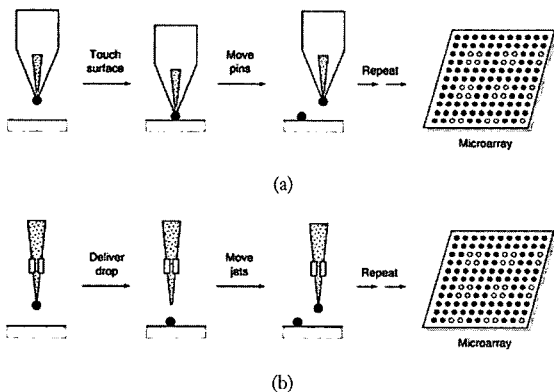 Touch
surface
Move
pins
Repeat
Microarray
(a)
Deliver
drop
Move
jets
Repeat
Microarray
(b)